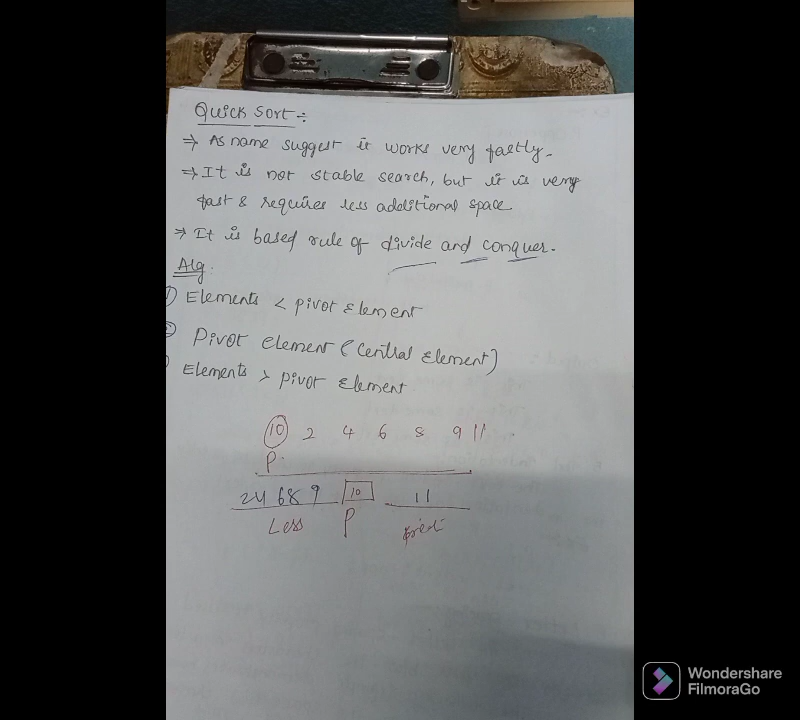 Quick Sort :-
⇒ As name suggest it works very fastly.
⇒ It is not stable search, but it is very
fast & requires less additional space
⇒ It is based rule of divide and conquer.
Alg.
① Elements < pivot Element
② Pivot element (Central Element)
Elements > pivot Element
10 2 4 6 8 9 11
P.
2 4 6 8 9 10 11
Less P
Wondershare
FilmoraGo